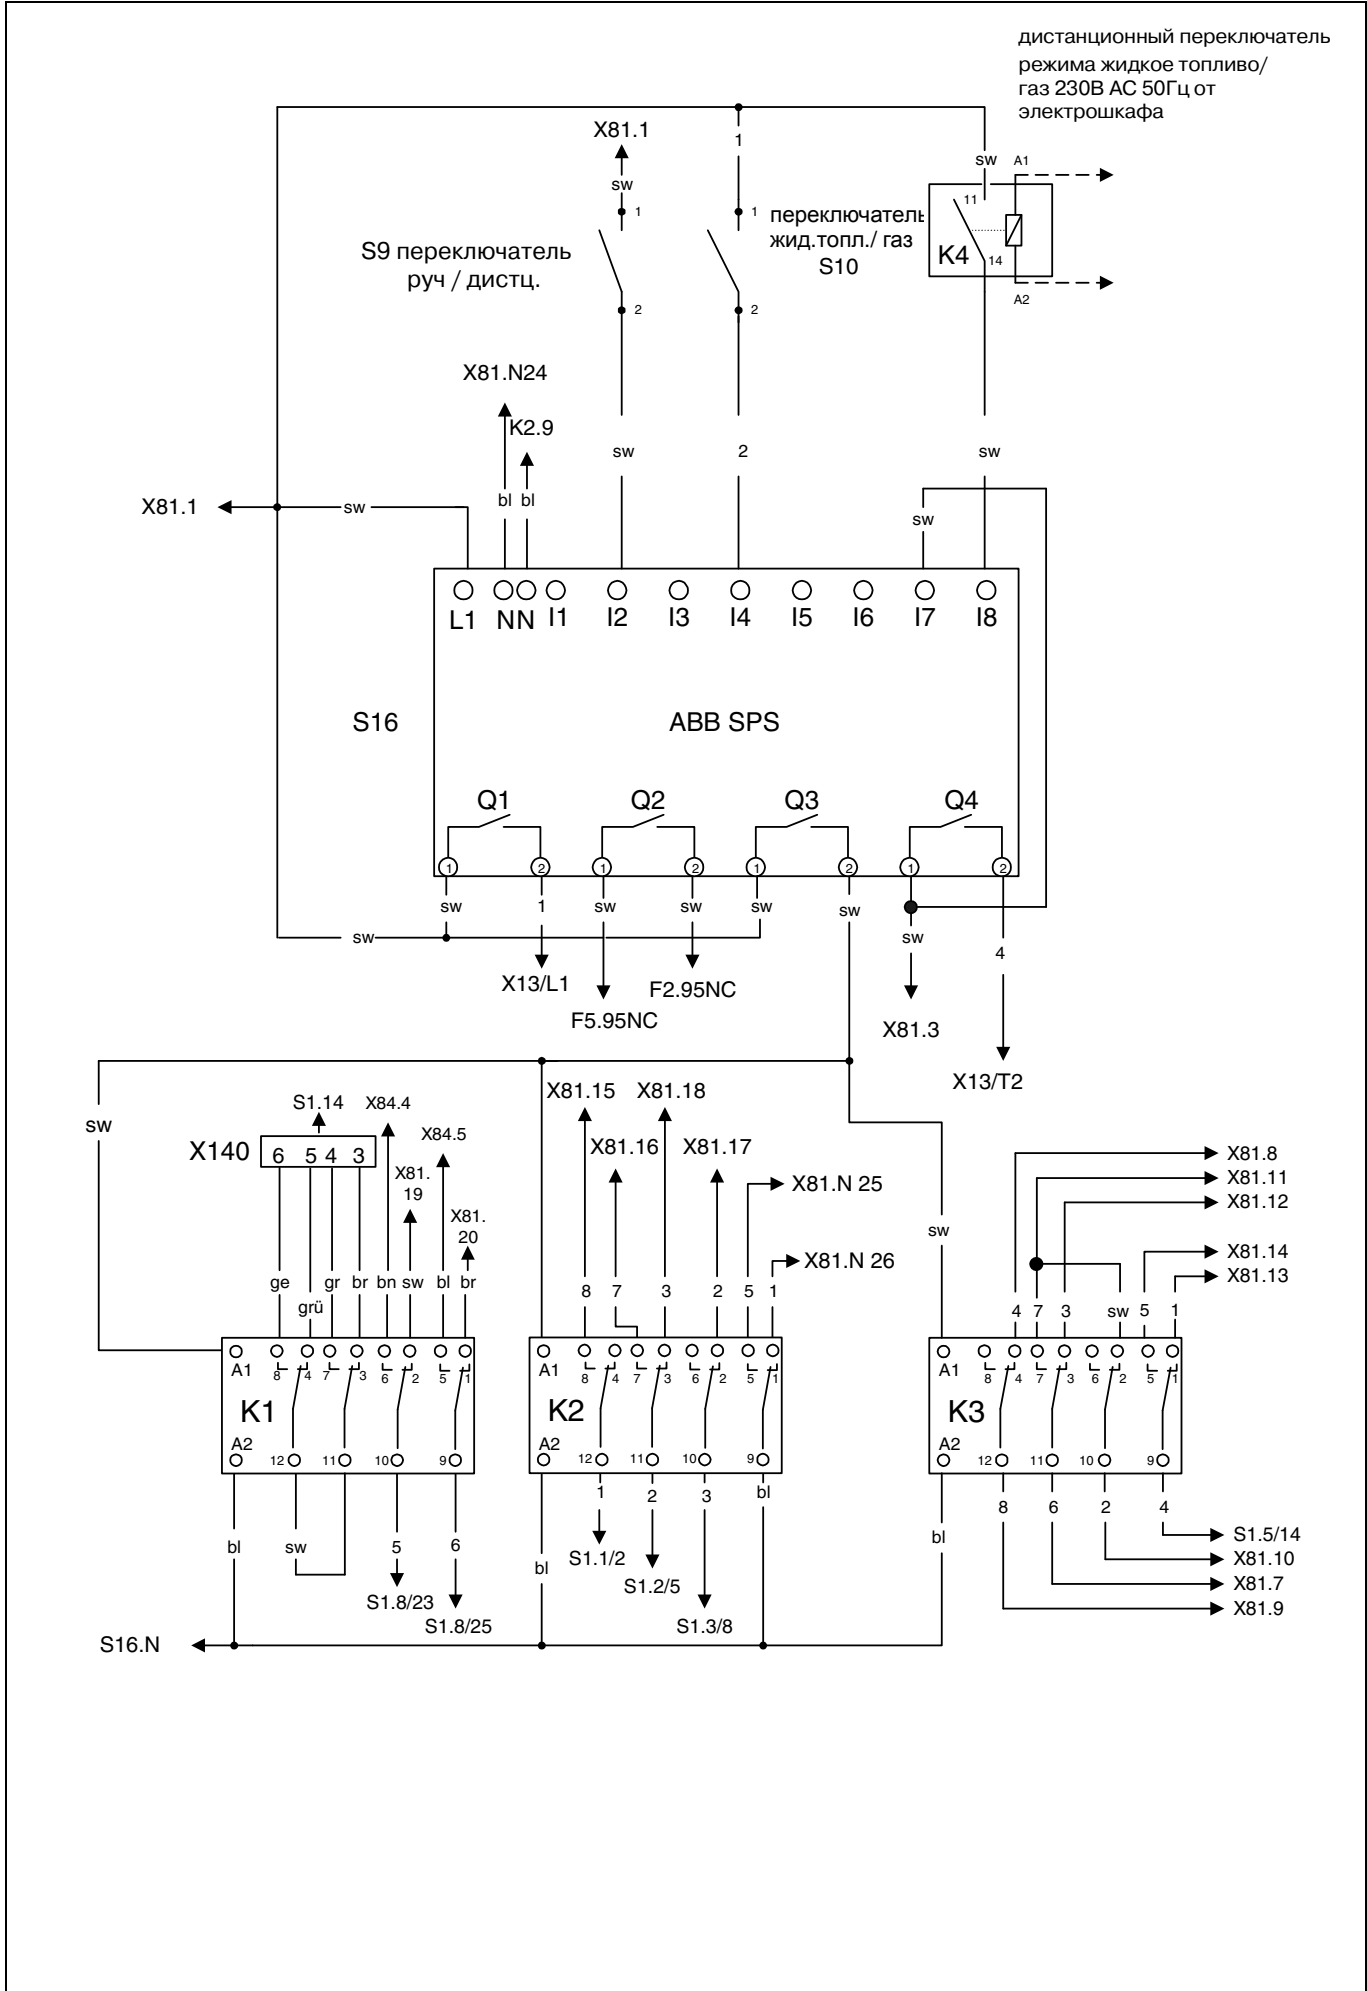 дистанционный переключатель
режима жидкое топливо/
газ 230В AC 50Гц от
электрошкафа
X81.1
1
sw
A1
sw
1
1
переключатель
жид.топл./ газ
S10
S9 переключатель
руч / дистц.
11
K4
14
A2
2
2
X81.N24
K2.9
sw
2
sw
X81.1
sw
bl
bl
sw
L1
N
N
I1
I2
I3
I4
I5
I6
I7
I8
S16
ABB SPS
Q1
Q2
Q3
Q4
1
2
1
2
1
2
1
2
sw
1
sw
sw
sw
sw
sw
sw
4
X13/L1
F2.95NC
F5.95NC
X81.3
X13/T2
sw
S1.14
X84.4
X84.5
X140
6
5
4
3
X81.
19
X81.
20
ge
grü
gr
br
bn
sw
bl
br
X81.15
X81.18
X81.16
X81.17
X81.N 25
X81.N 26
8
7
3
2
5
1
sw
X81.8
X81.11
X81.12
X81.14
X81.13
4
7
3
sw
5
1
A1
8
4
7
3
6
2
5
1
K1
A2
12
11
10
9
A1
8
4
7
3
6
2
5
1
K2
A2
12
11
10
9
A1
8
4
7
3
6
2
5
1
K3
A2
12
11
10
9
bl
sw
5
6
S1.8/23
S1.8/25
bl
1
2
3
bl
S1.1/2
S1.2/5
S1.3/8
bl
8
6
2
4
S1.5/14
X81.10
X81.7
X81.9
S16.N